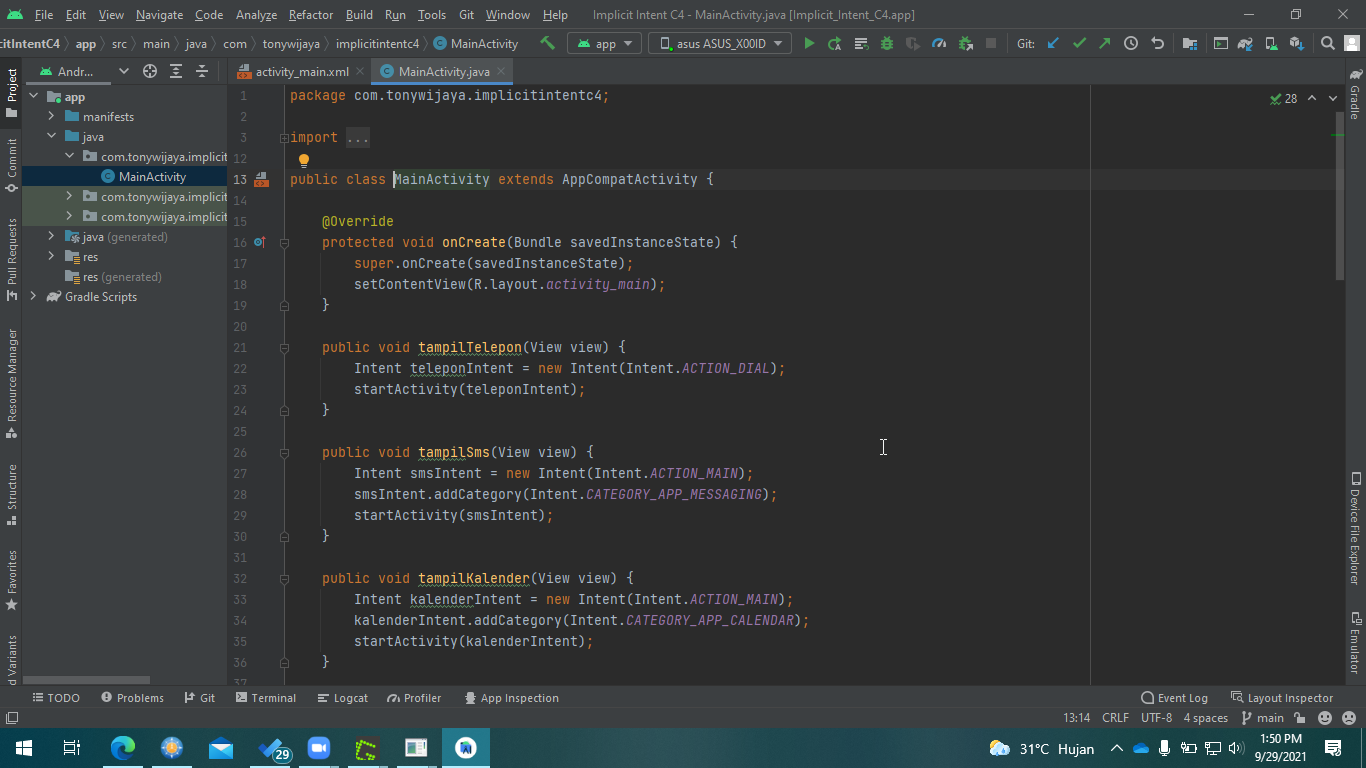 File Edit View Navigate Code Analyze Refactor Build Run Tools Git Window Help Implicit Intent C4 - MainActivity.java [Implicit_Intent_C4.app]
citIntentC4 app src main java com tonywijaya implicitintentc4 MainActivity app asus ASUS_X00ID Git:
Andr... activity_main.xml MainActivity.java
Project
Commit
Pull Requests
Resource Manager
Structure
Favorites
d Variants
app
manifests
java
com.tonywijaya.implicit
MainActivity
com.tonywijaya.implicit
com.tonywijaya.implicit
java (generated)
res
res (generated)
Gradle Scripts
28
1 package com.tonywijaya.implicitintentc4;
2
3 import ...
12
13 public class MainActivity extends AppCompatActivity {
14
15 @Override
16 protected void onCreate(Bundle savedInstanceState) {
17 super.onCreate(savedInstanceState);
18 setContentView(R.layout.activity_main);
19 }
20
21 public void tampilTelepon(View view) {
22 Intent teleponIntent = new Intent(Intent.ACTION_DIAL);
23 startActivity(teleponIntent);
24 }
25
26 public void tampilSms(View view) {
27 Intent smsIntent = new Intent(Intent.ACTION_MAIN);
28 smsIntent.addCategory(Intent.CATEGORY_APP_MESSAGING);
29 startActivity(smsIntent);
30 }
31
32 public void tampilKalender(View view) {
33 Intent kalenderIntent = new Intent(Intent.ACTION_MAIN);
34 kalenderIntent.addCategory(Intent.CATEGORY_APP_CALENDAR);
35 startActivity(kalenderIntent);
36 }
37
Gradle
Device File Explorer
Emulator
TODO Problems Git Terminal Logcat Profiler App Inspection Event Log Layout Inspector
13:14 CRLF UTF-8 4 spaces main
29 31°C Hujan 1:50 PM
9/29/2021